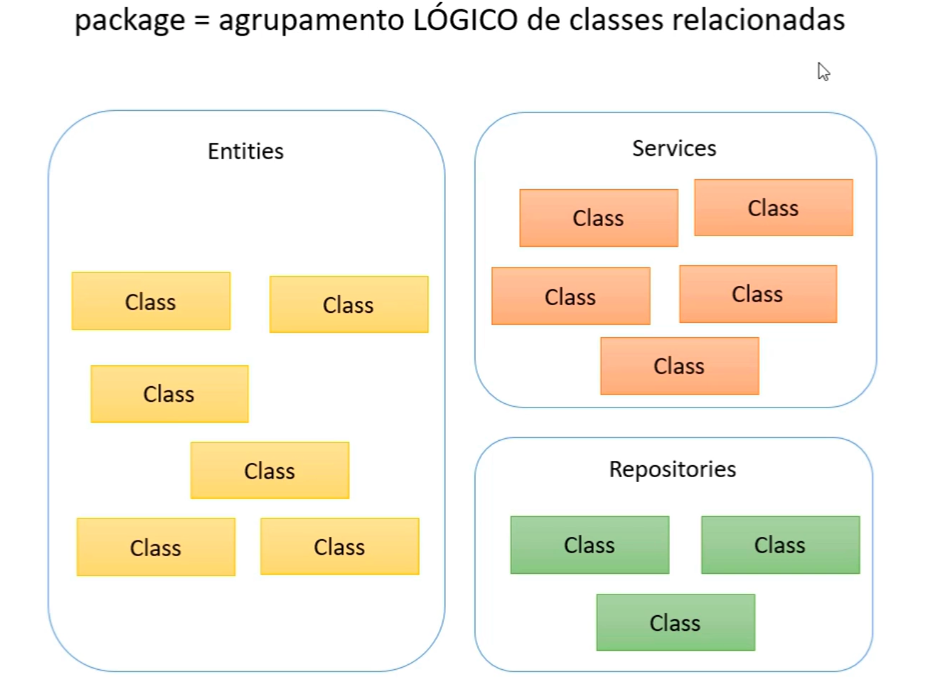 package = agrupamento LÓGICO de classes relacionadas
Entities
Class
Class
Class
Class
Class
Class
Services
Class
Class
Class
Class
Class
Repositories
Class
Class
Class